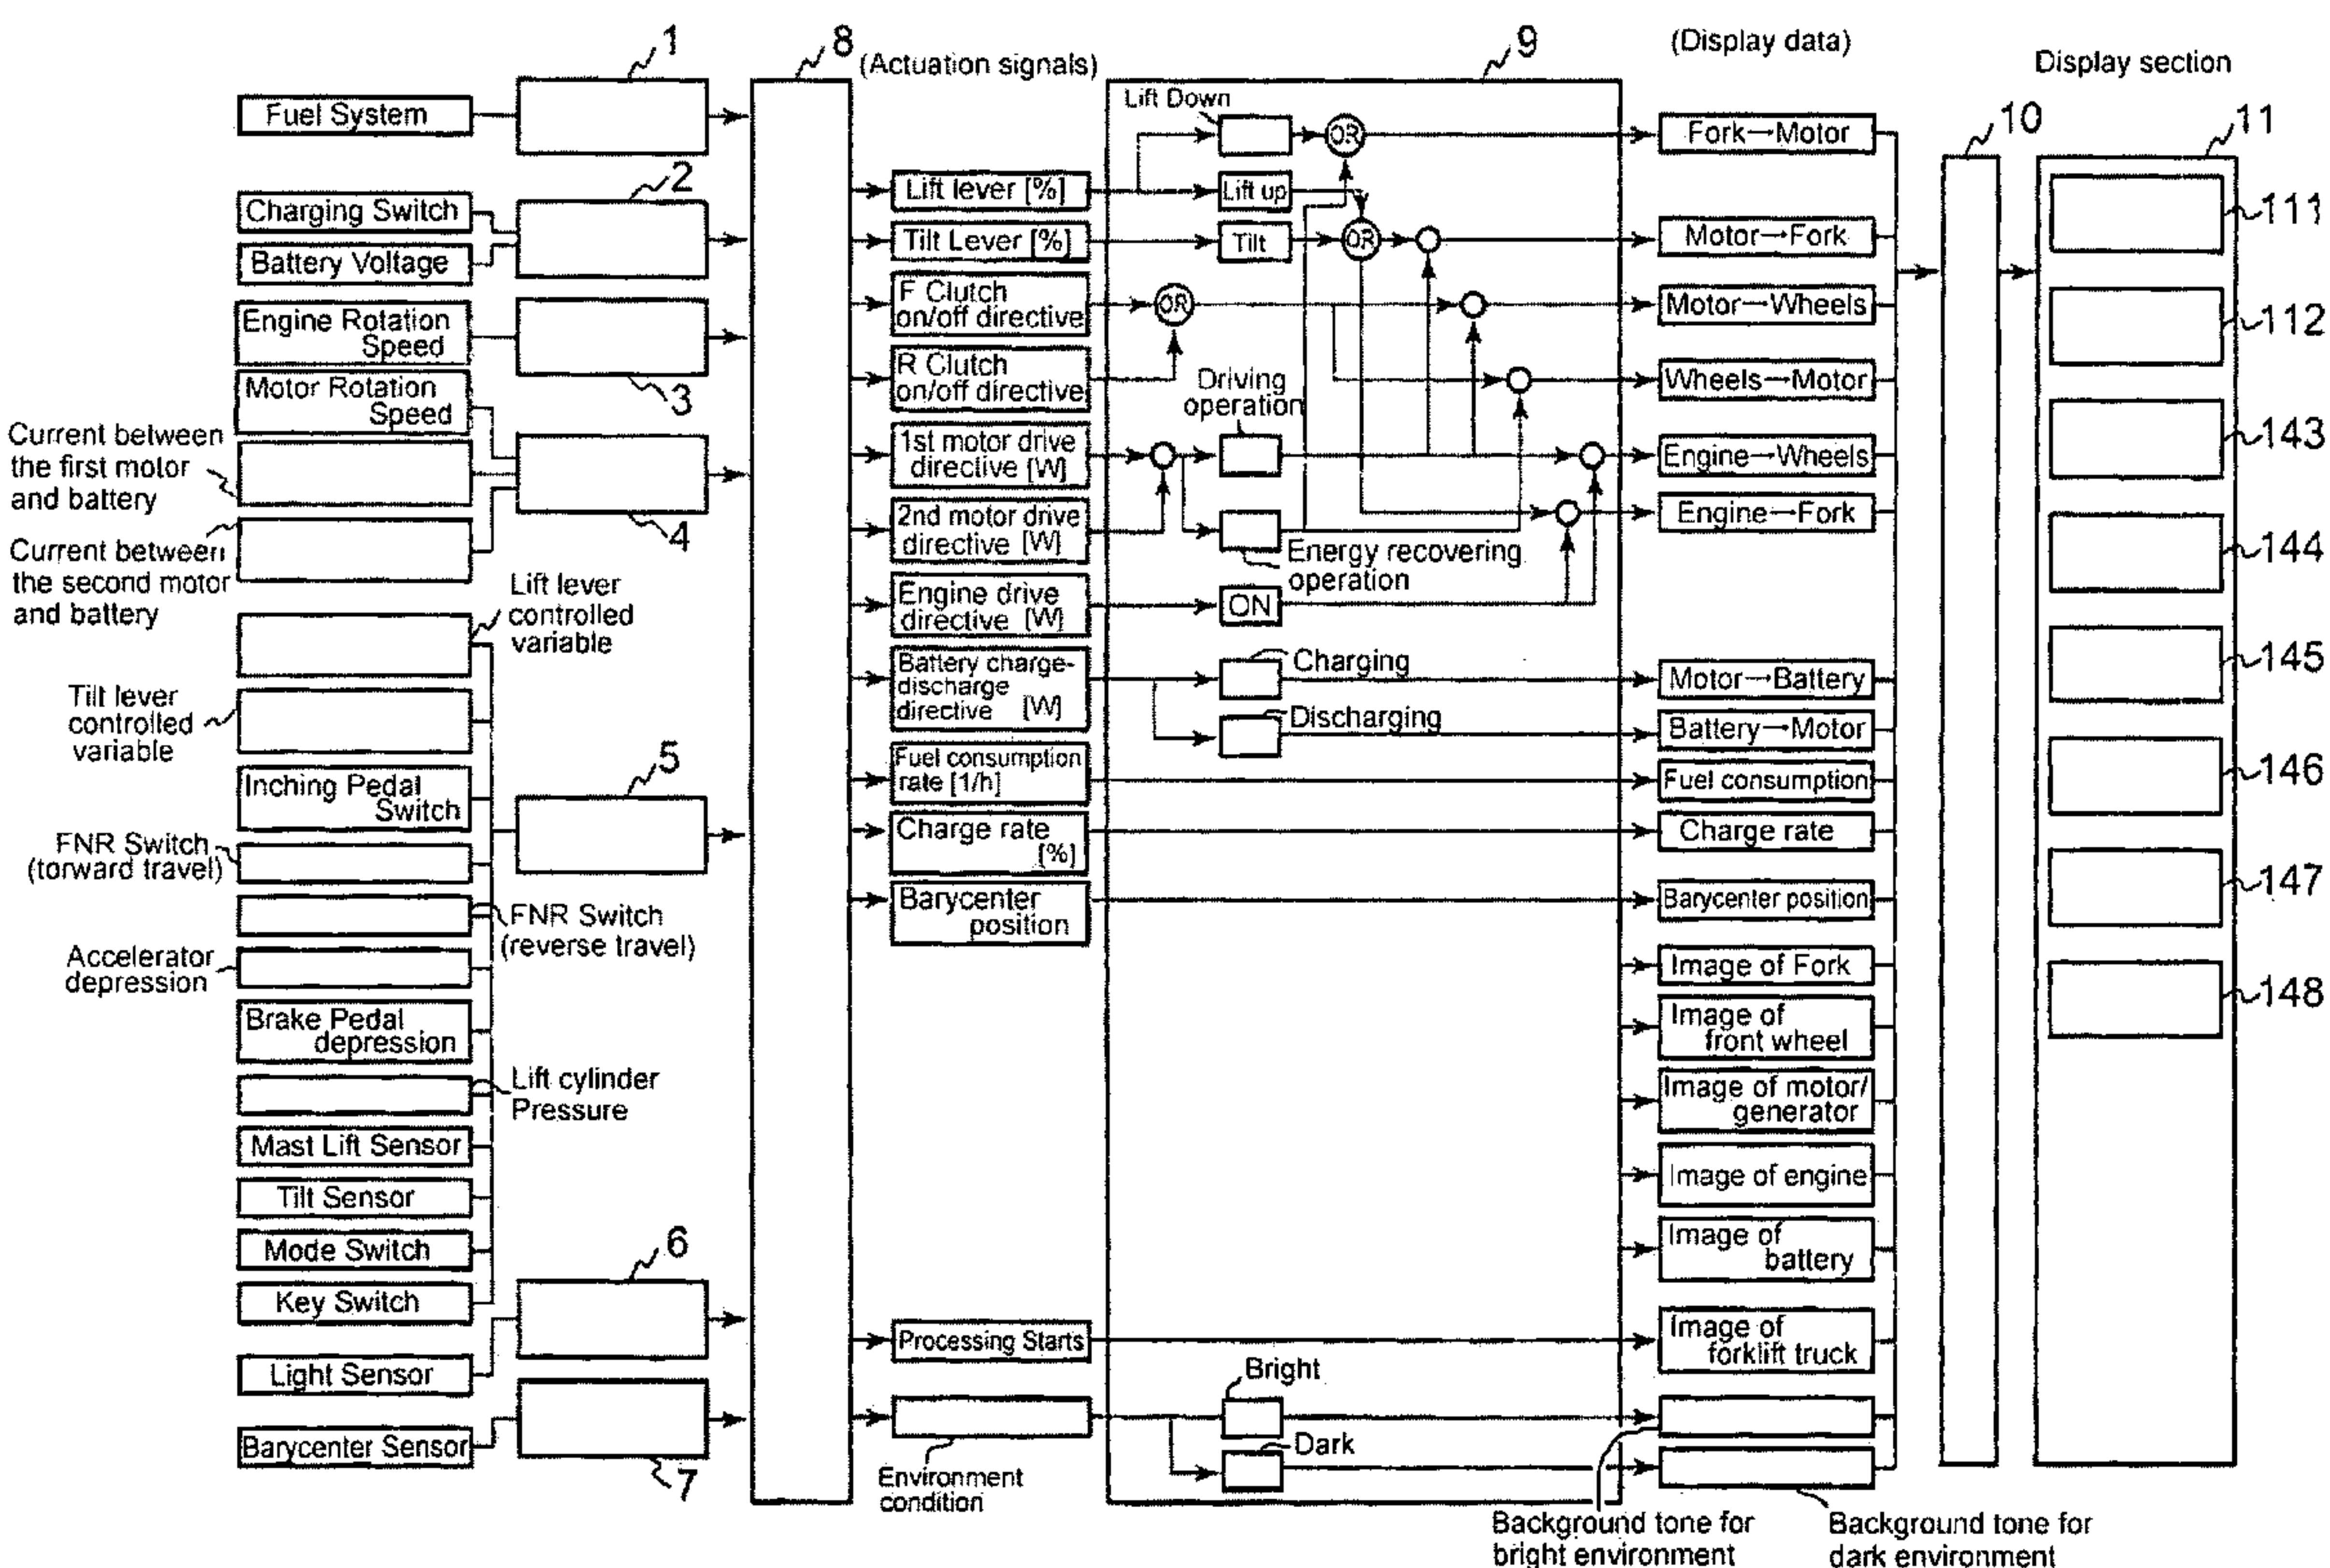 1
8
(Actuation signals)
9
(Display data)
Display section
Fuel System
Lift Down
OR
Fork→Motor
10
11
2
Charging Switch
Battery Voltage
Lift lever [%]
Lift up
111
Tilt Lever [%]
Tilt
OR
Motor→Fork
Engine Rotation
Speed
3
F Clutch
on/off directive
OR
Motor→Wheels
112
Motor Rotation
Speed
R Clutch
on/off directive
Driving
operation
Wheels→Motor
Current between
the first motor
and battery
4
1st motor drive
directive [W]
Engine→Wheels
143
Current between
the second motor
and battery
2nd motor drive
directive [W]
Energy recovering
operation
Engine→Fork
144
Lift lever
controlled
variable
Engine drive
directive [W]
ON
Tilt lever
controlled
variable
Battery charge-
discharge
directive [W]
Charging
Discharging
Motor→Battery
Battery→Motor
145
Inching Pedal
Switch
5
Fuel consumption
rate [1/h]
Fuel consumption
146
FNR Switch
(torward travel)
Charge rate
[%]
Charge rate
FNR Switch
(reverse travel)
Barycenter
position
Barycenter position
147
Accelerator
depression
Image of Fork
148
Brake Pedal
depression
Image of
front wheel
Lift cylinder
Pressure
Image of motor/
generator
Mast Lift Sensor
Tilt Sensor
Image of engine
Mode Switch
6
Image of
battery
Key Switch
Processing Starts
Image of
forklift truck
Light Sensor
Bright
Barycenter Sensor
7
Dark
Environment
condition
Background tone for
bright environment
Background tone for
dark environment